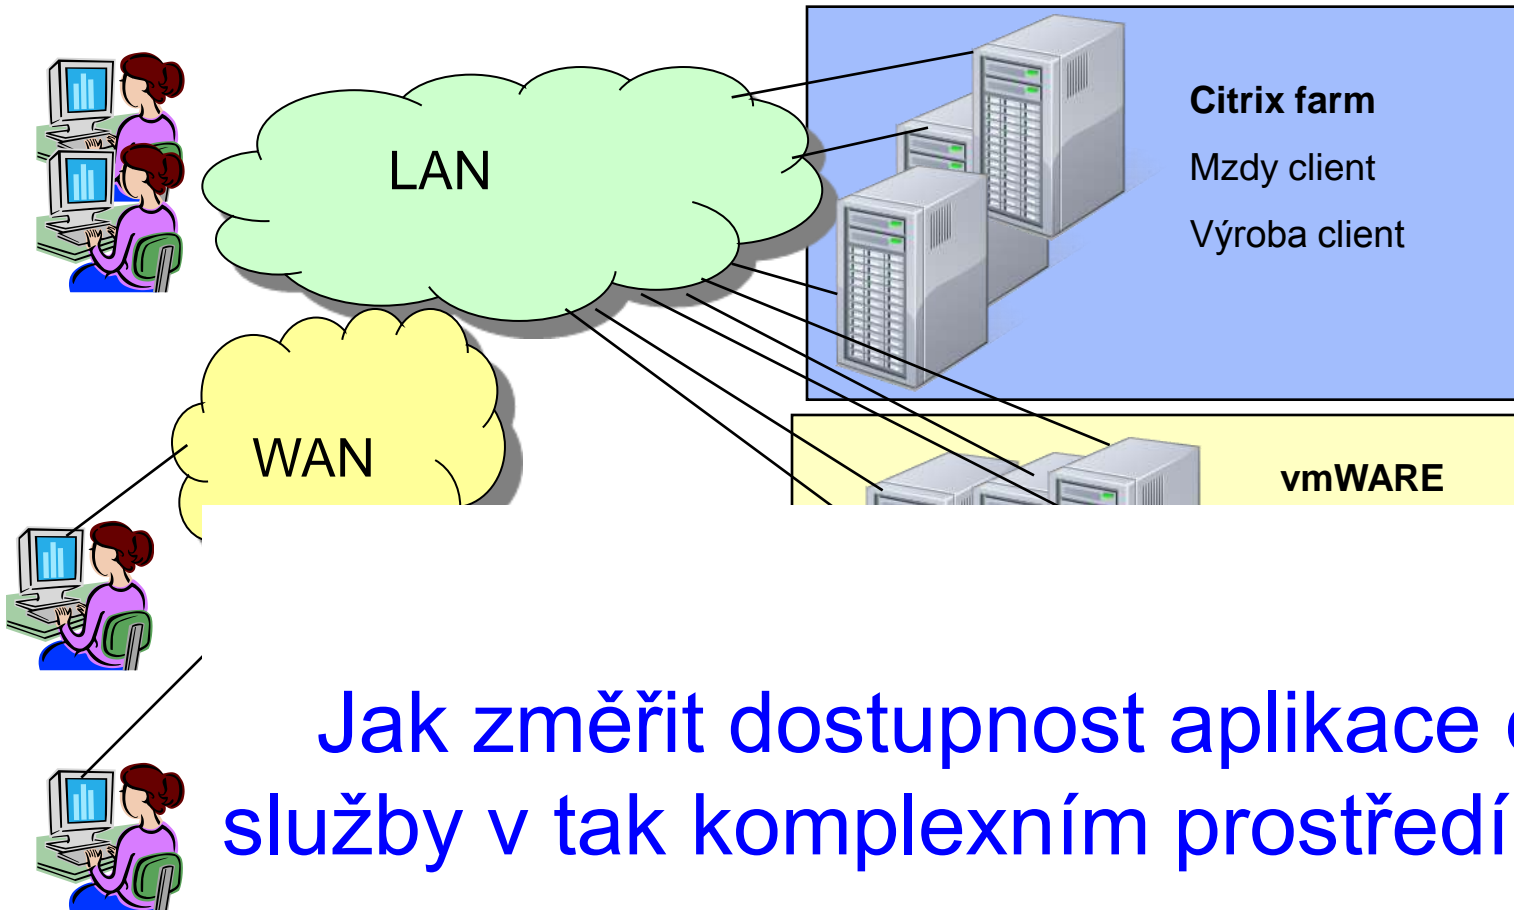 Citrix farm
Mzdy client
Výroba client
LAN
WAN
vmWARE
Jak změřit dostupnost aplikace
služby v tak komplexním prostředí